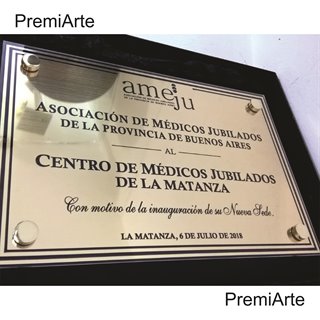 PremiArte
ameju
ASOCIACIÓN DE MÉDICOS JUBILADOS
DE LA PROVINCIA DE BUENOS AIRES
AL
CENTRO DE MÉDICOS JUBILADOS
DE LA MATANZA
Con motivo de la inauguración de su Nueva Sede.
LA MATANZA, 6 DE JULIO DE 2018
PremiArte